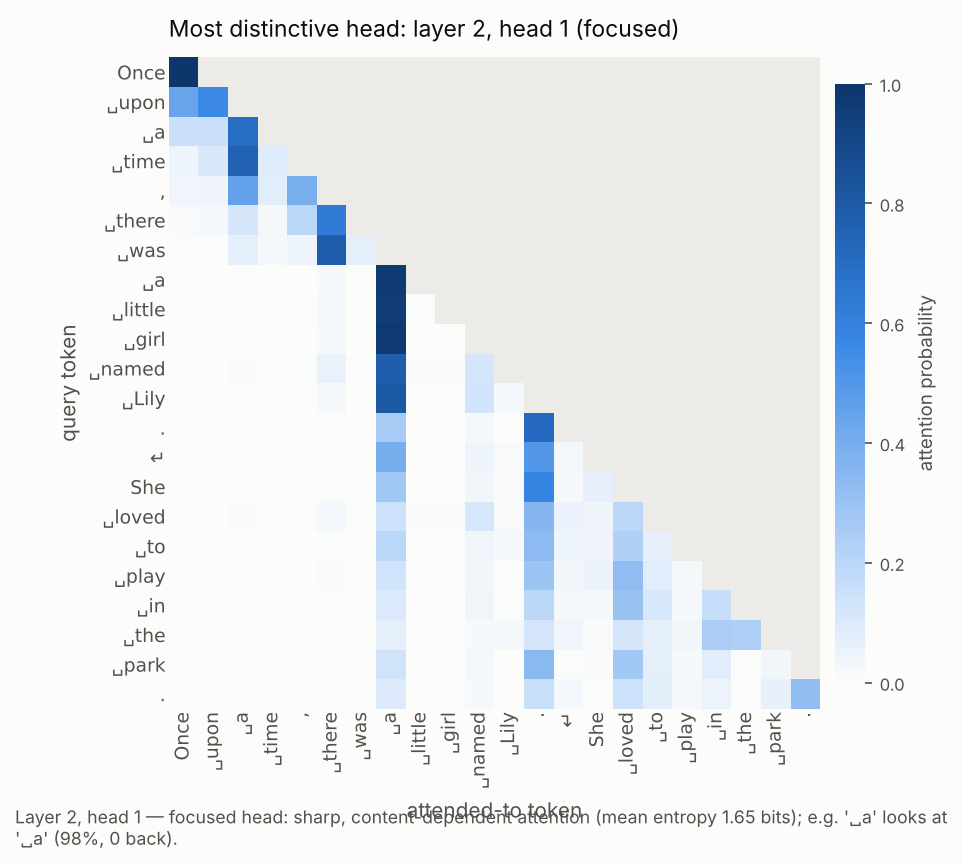 Most distinctive head: layer 2, head 1 (focused)
Once
␣upon
␣a
␣time
,
␣there
␣was
␣a
␣little
␣girl
␣named
␣Lily
.
↵
She
␣loved
␣to
␣play
␣in
␣the
␣park
.
query token
Once
␣upon
␣a
␣time
,
␣there
␣was
␣a
␣little
␣girl
␣named
␣Lily
.
↵
She
␣loved
␣to
␣play
␣in
␣the
␣park
.
attended-to token
1.0
0.8
0.6
0.4
0.2
0.0
attention probability
Layer 2, head 1 — focused head: sharp, content-dependent attention (mean entropy 1.65 bits); e.g. '␣a' looks at
'␣a' (98%, 0 back).